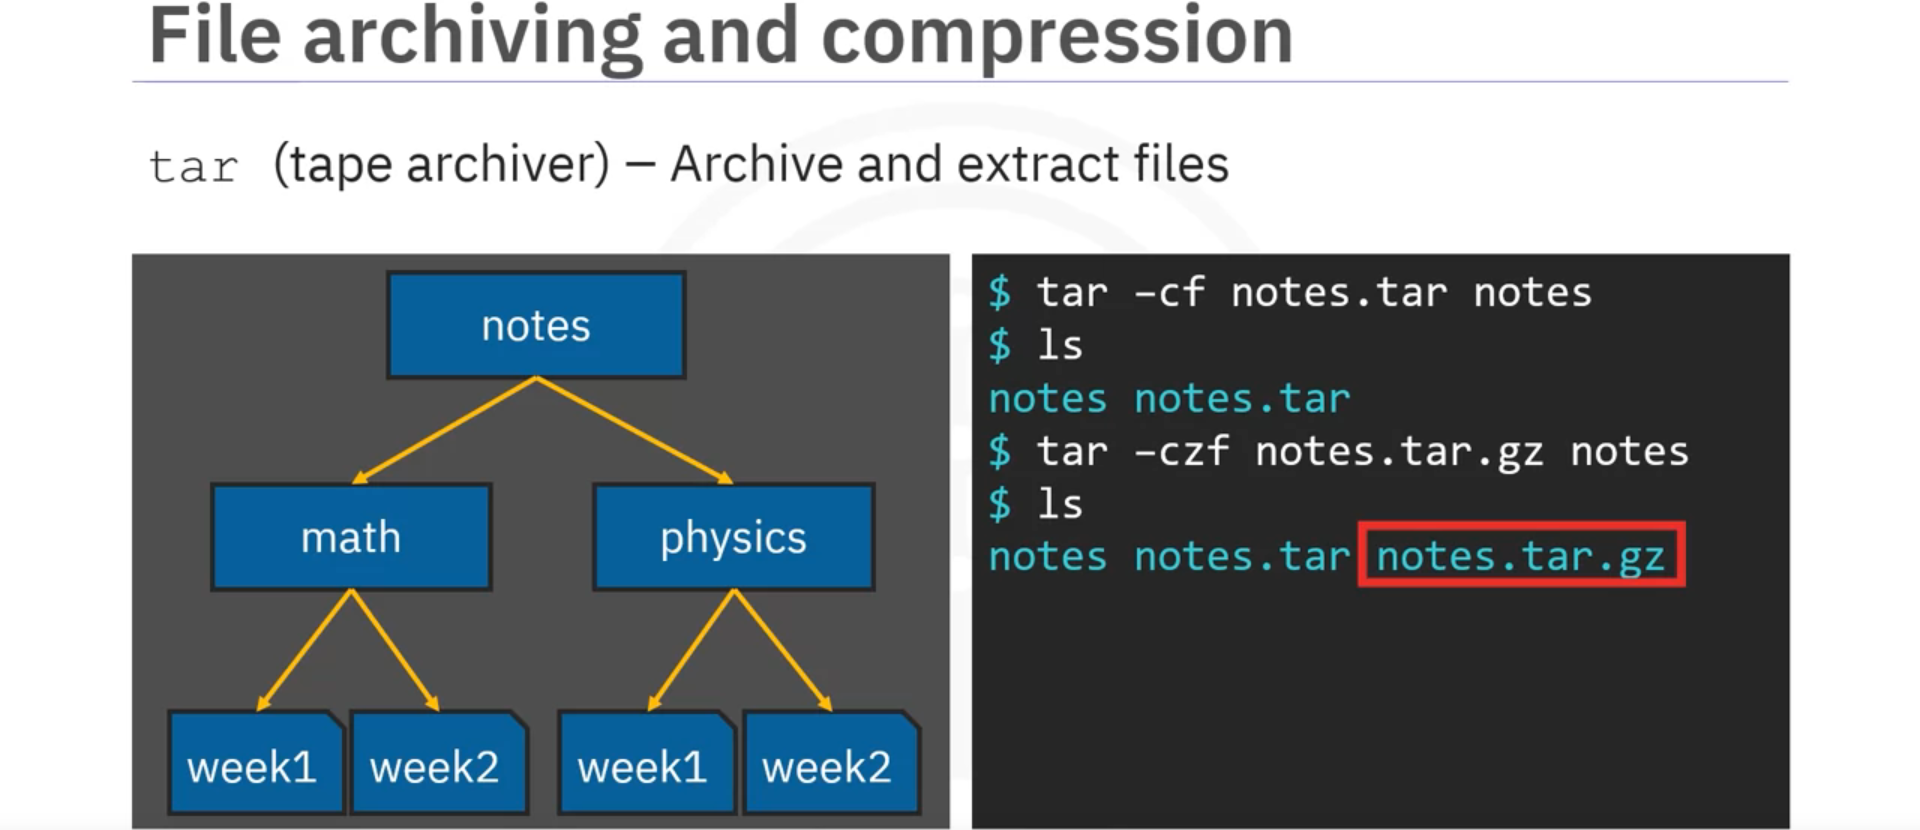 File archiving and compression
tar (tape archiver) – Archive and extract files
notes
math physics
week1 week2 week1 week2
$ tar –cf notes.tar notes
$ ls
notes notes.tar
$ tar –czf notes.tar.gz notes
$ ls
notes notes.tar notes.tar.gz